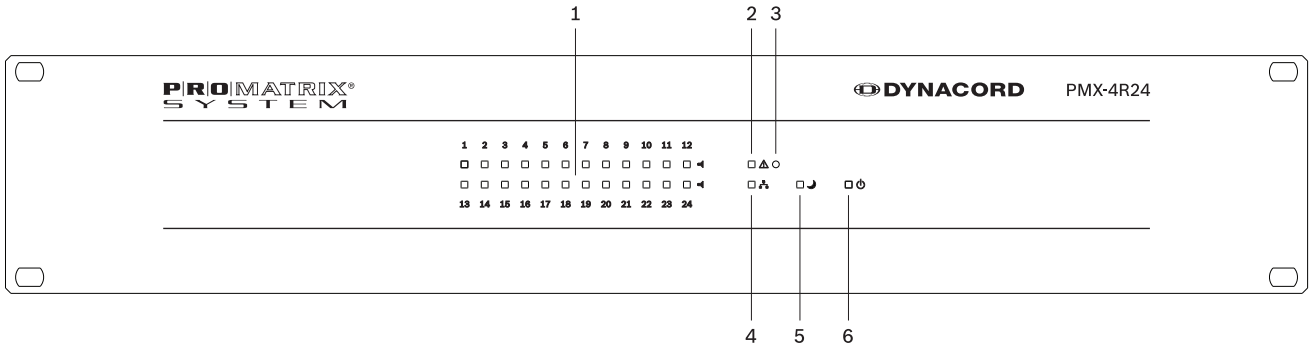 1 2 3
PROMATRIX®
SYSTEM
DYNACORD PMX-4R24
1 2 3 4 5 6 7 8 9 10 11 12
13 14 15 16 17 18 19 20 21 22 23 24
4 5 6